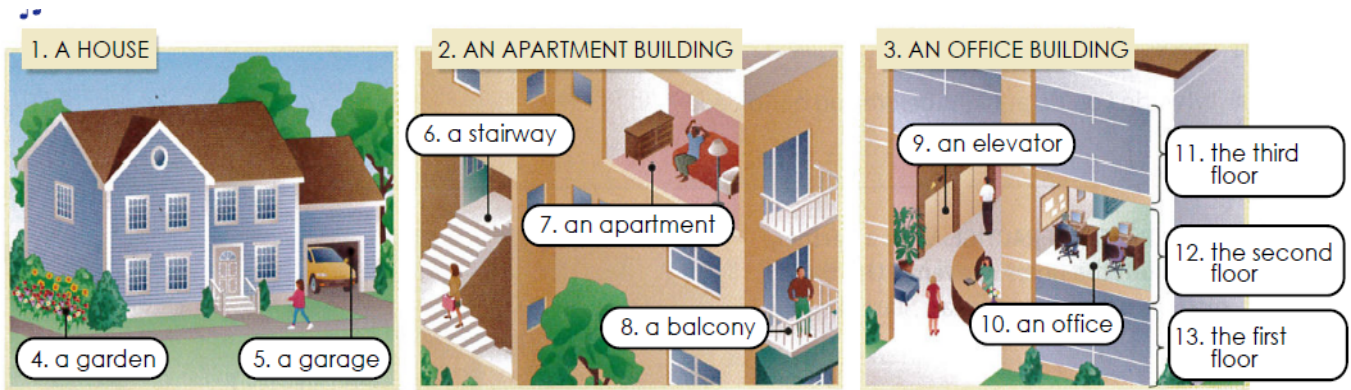 1. A HOUSE
2. AN APARTMENT BUILDING
3. AN OFFICE BUILDING
4. a garden
5. a garage
6. a stairway
7. an apartment
8. a balcony
9. an elevator
10. an office
11. the third
floor
12. the second
floor
13. the first
floor